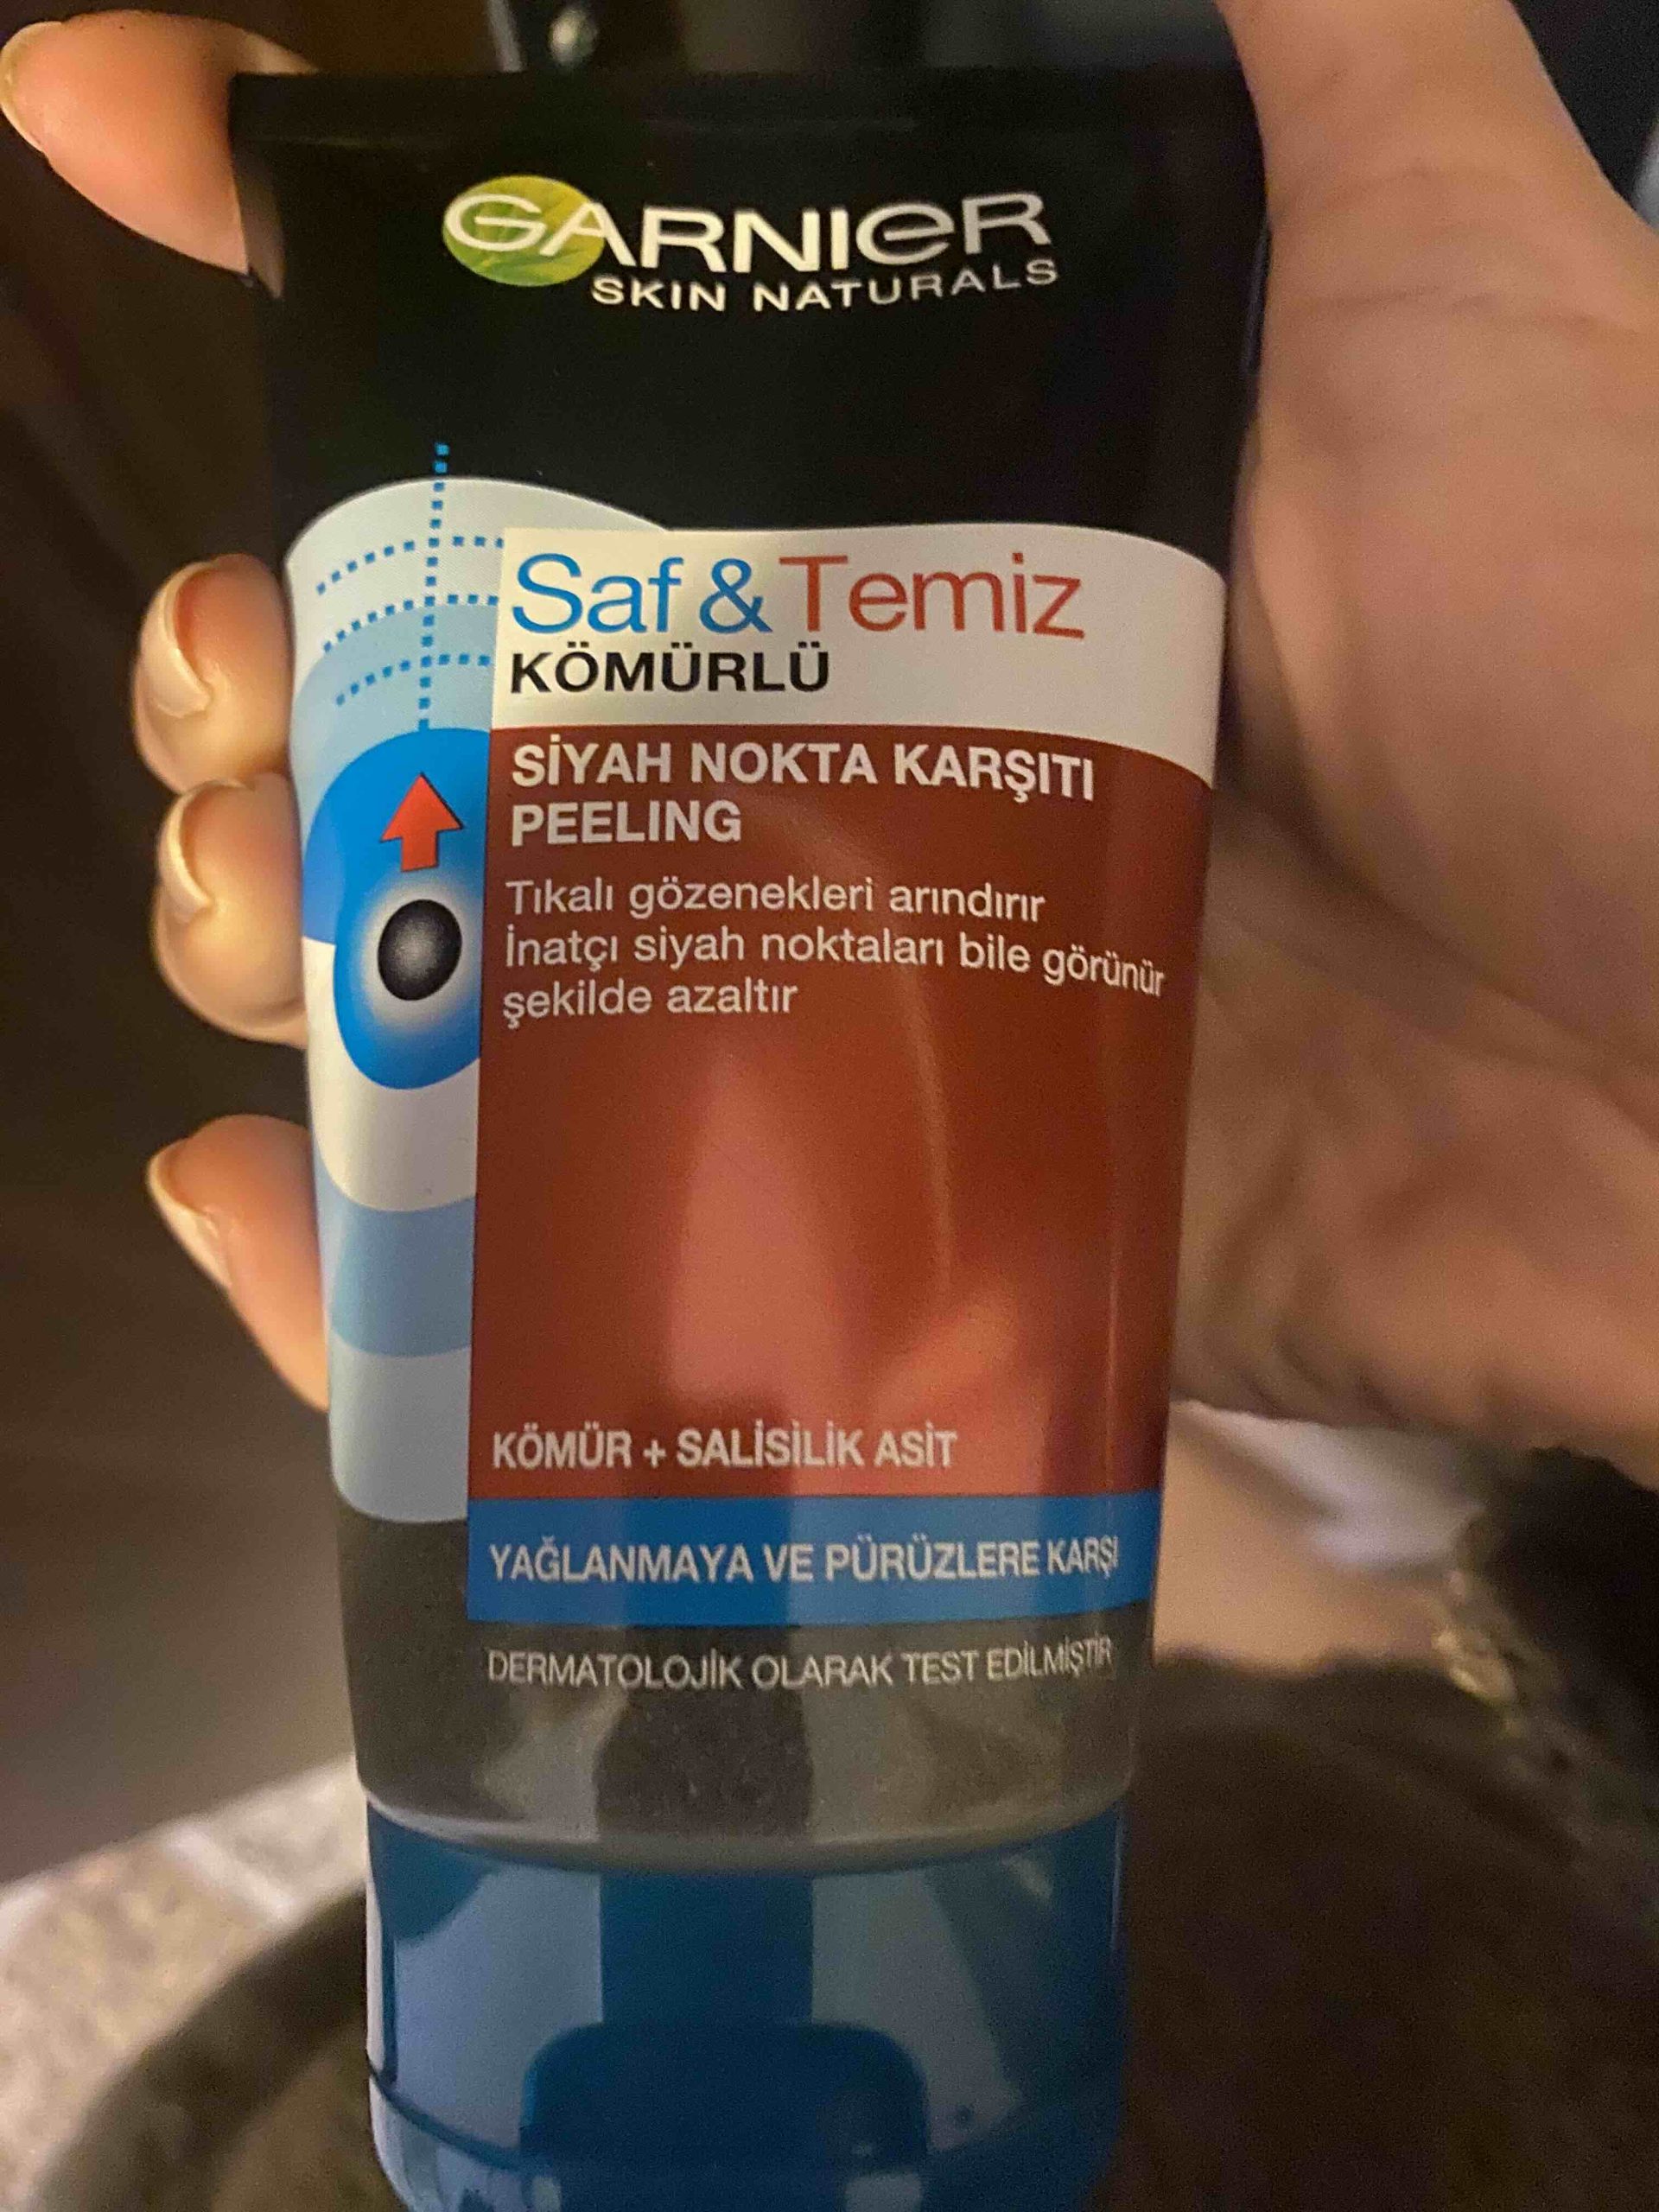 GARNIER
SKIN NATURALS
Saf & Temiz
KÖMÜRLÜ
SİYAH NOKTA KARŞITI
PEELING
Tıkalı gözenekleri arındırır
İnatçı siyah noktaları bile görünür
şekilde azaltır
KÖMÜR + SALİSİLİK ASİT
YAĞLANMAYA VE PÜRÜZLERE KARŞI
DERMATOLOJİK OLARAK TEST EDİLMİŞTİR